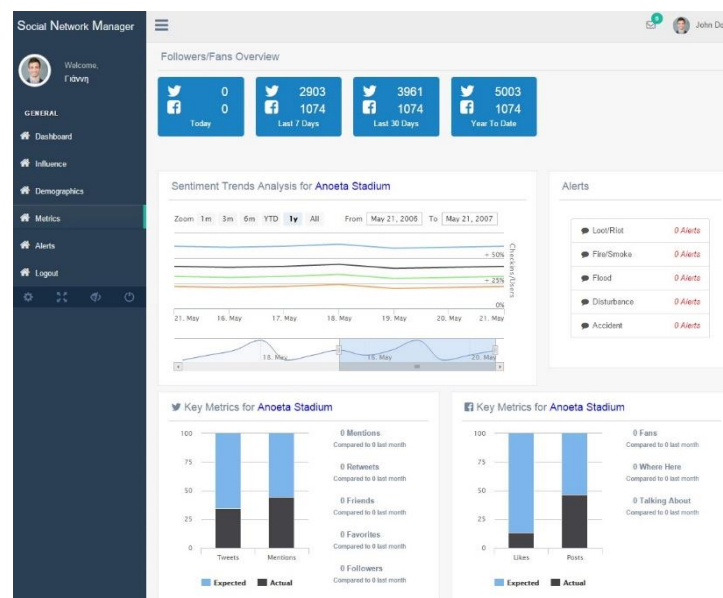 Social Network Manager
Welcome,
Γιάννη
GENERAL
Dashboard
Influence
Demographics
Metrics
Alerts
Logout
6
John Do
Followers/Fans Overview
0
0
Today
2903
1074
Last 7 Days
3961
1074
Last 30 Days
5003
1074
Year To Date
Sentiment Trends Analysis for Anoeta Stadium
Zoom 1m 3m 6m YTD 1y All From May 21, 2006 To May 21, 2007
+ 50%
+ 25%
0%
Checkins/Users
21. May 16. May 17. May 18. May 19. May 20. May 21. May
18. May 16. May 20. May
Alerts
Loot/Riot 0 Alerts
Fire/Smoke 0 Alerts
Flood 0 Alerts
Disturbance 0 Alerts
Accident 0 Alerts
Key Metrics for Anoeta Stadium
100
75
50
25
0
Tweets Mentions
Expected Actual
0 Mentions
Compared to 0 last month
0 Retweets
Compared to 0 last month
0 Friends
Compared to 0 last month
0 Favorites
Compared to 0 last month
0 Followers
Compared to 0 last month
Key Metrics for Anoeta Stadium
100
75
50
25
0
Likes Posts
Expected Actual
0 Fans
Compared to 0 last month
0 Where Here
Compared to 0 last month
0 Talking About
Compared to 0 last month